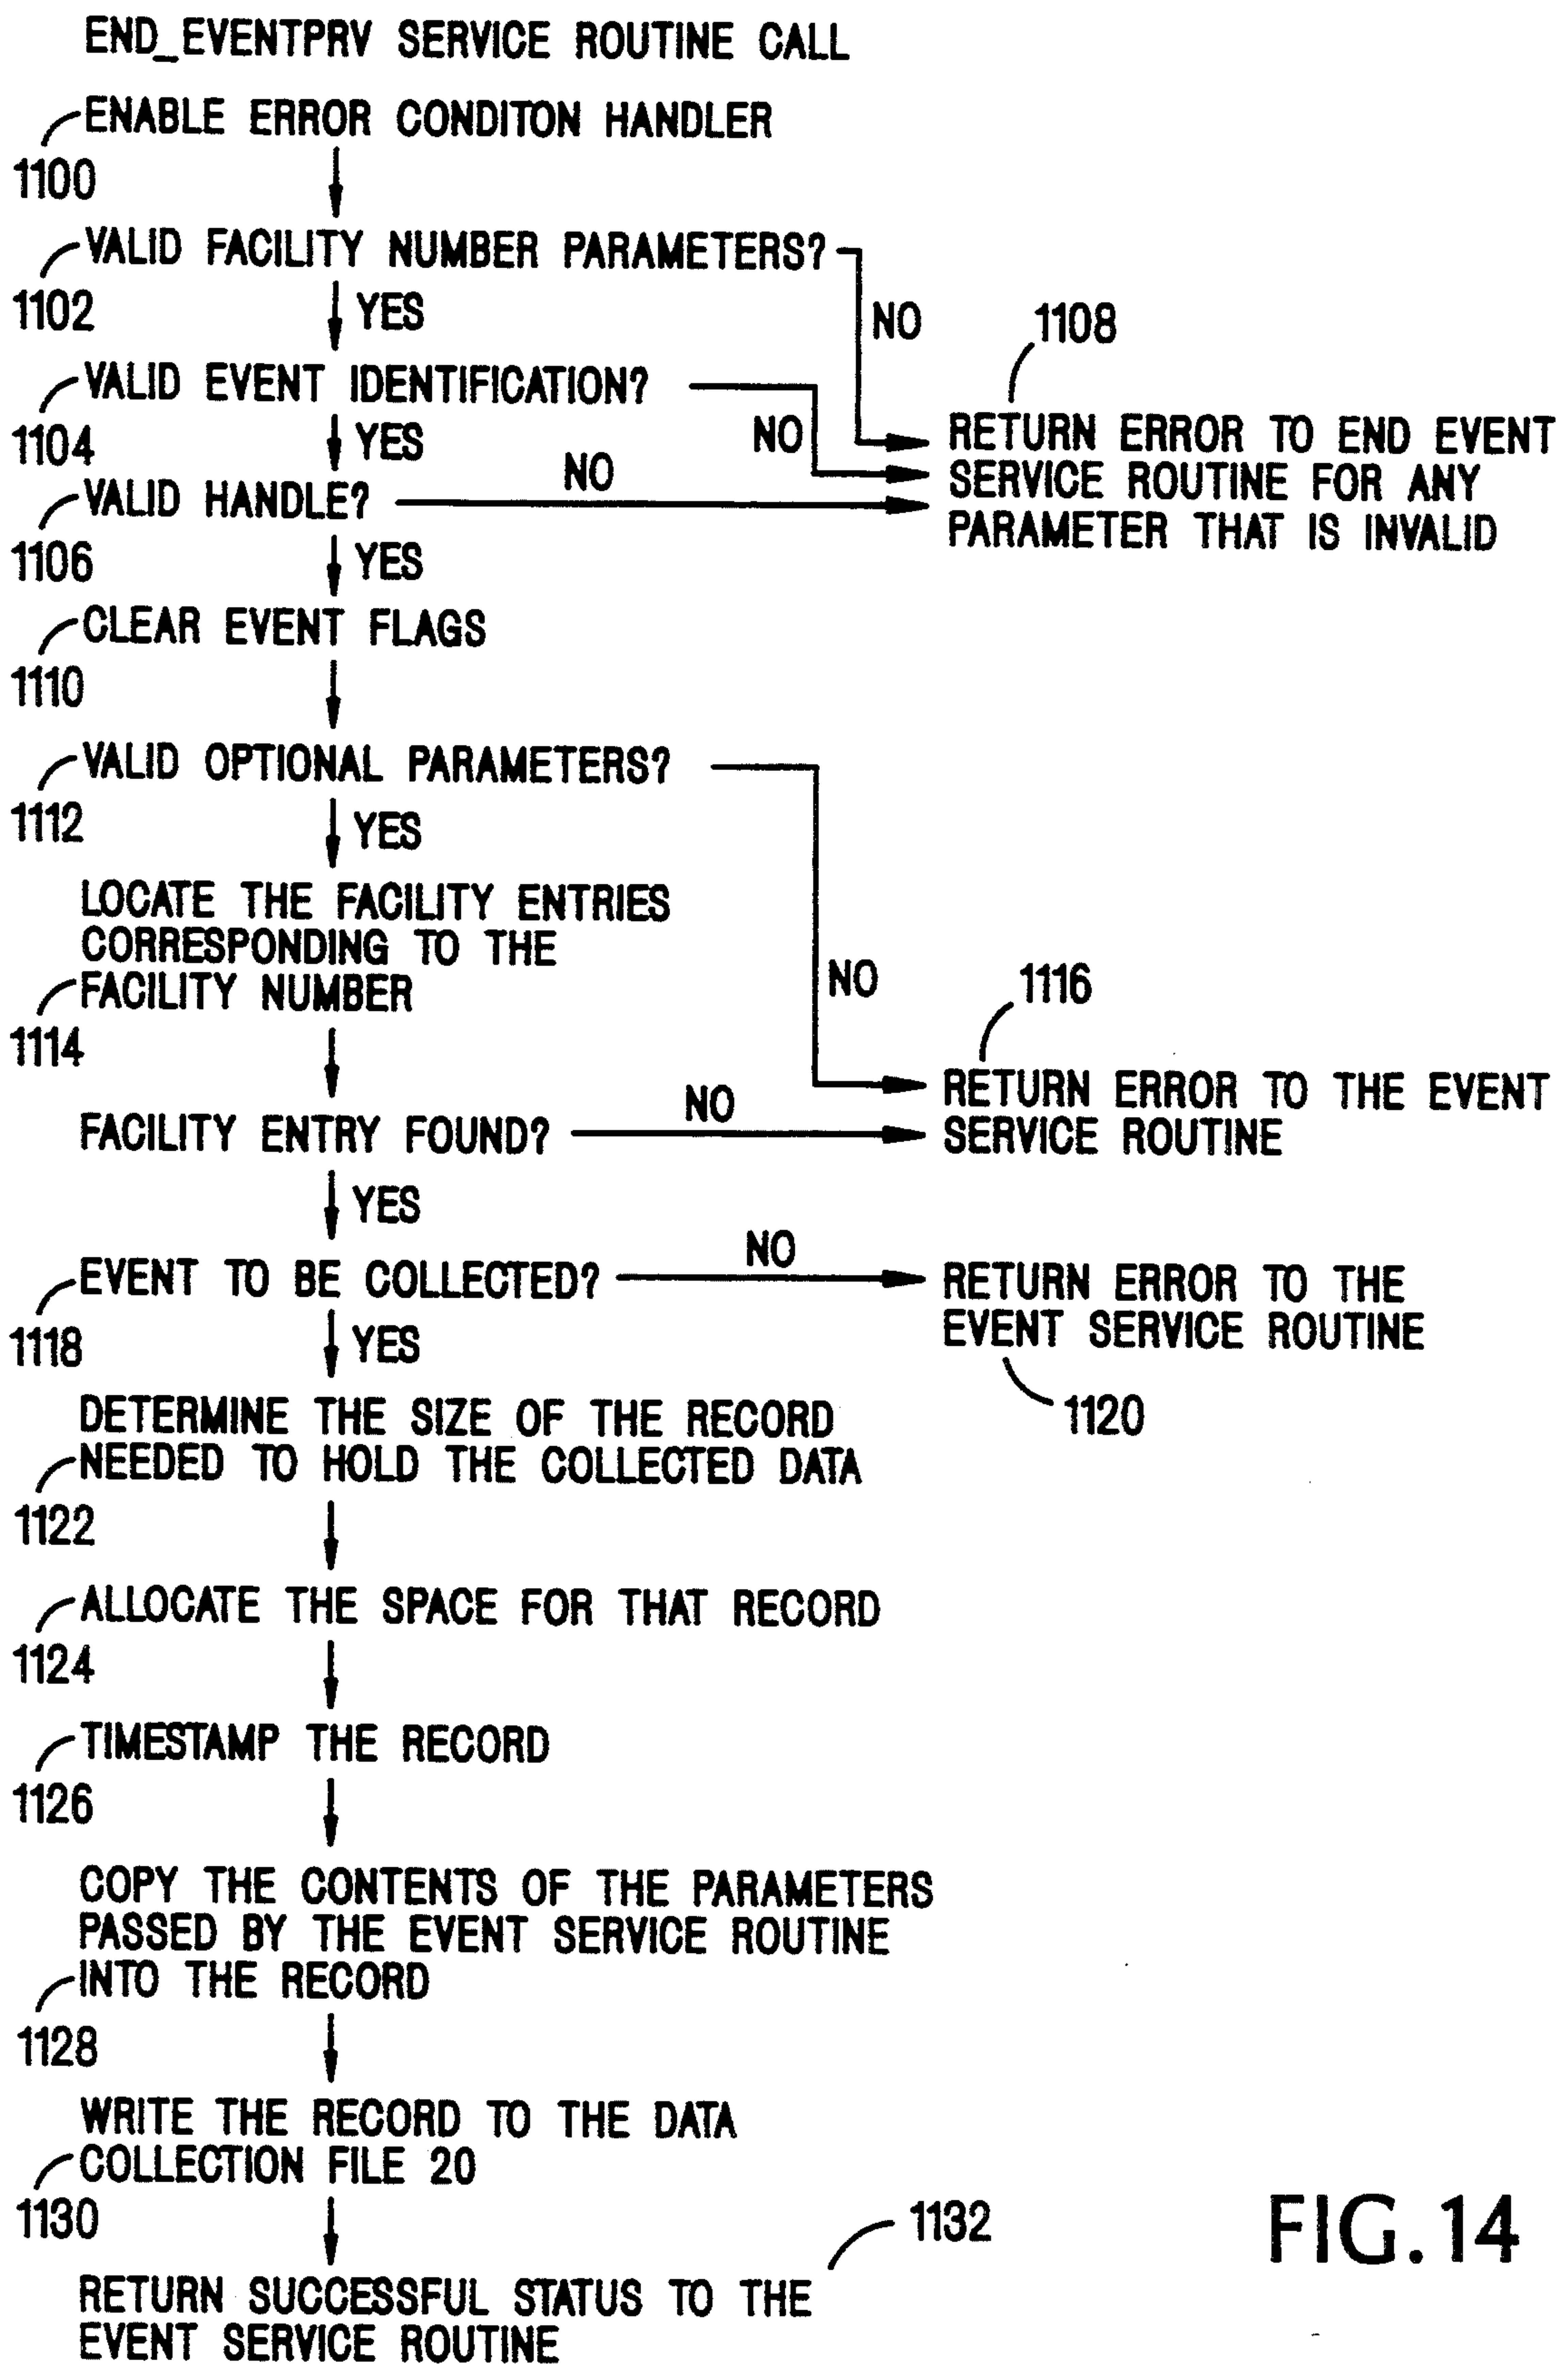 END_EVENTPRV SERVICE ROUTINE CALL
ENABLE ERROR CONDITON HANDLER
1100
VALID FACILITY NUMBER PARAMETERS?
1102
YES
NO
1108
VALID EVENT IDENTIFICATION?
1104
YES
NO
RETURN ERROR TO END EVENT
SERVICE ROUTINE FOR ANY
PARAMETER THAT IS INVALID
VALID HANDLE?
NO
1106
YES
CLEAR EVENT FLAGS
1110
VALID OPTIONAL PARAMETERS?
1112
YES
NO
LOCATE THE FACILITY ENTRIES
CORRESPONDING TO THE
FACILITY NUMBER
1114
1116
RETURN ERROR TO THE EVENT
SERVICE ROUTINE
FACILITY ENTRY FOUND?
NO
YES
EVENT TO BE COLLECTED?
NO
RETURN ERROR TO THE
EVENT SERVICE ROUTINE
1118
YES
1120
DETERMINE THE SIZE OF THE RECORD
NEEDED TO HOLD THE COLLECTED DATA
1122
ALLOCATE THE SPACE FOR THAT RECORD
1124
TIMESTAMP THE RECORD
1126
COPY THE CONTENTS OF THE PARAMETERS
PASSED BY THE EVENT SERVICE ROUTINE
INTO THE RECORD
1128
WRITE THE RECORD TO THE DATA
COLLECTION FILE 20
1130
1132
RETURN SUCCESSFUL STATUS TO THE
EVENT SERVICE ROUTINE
FIG.14